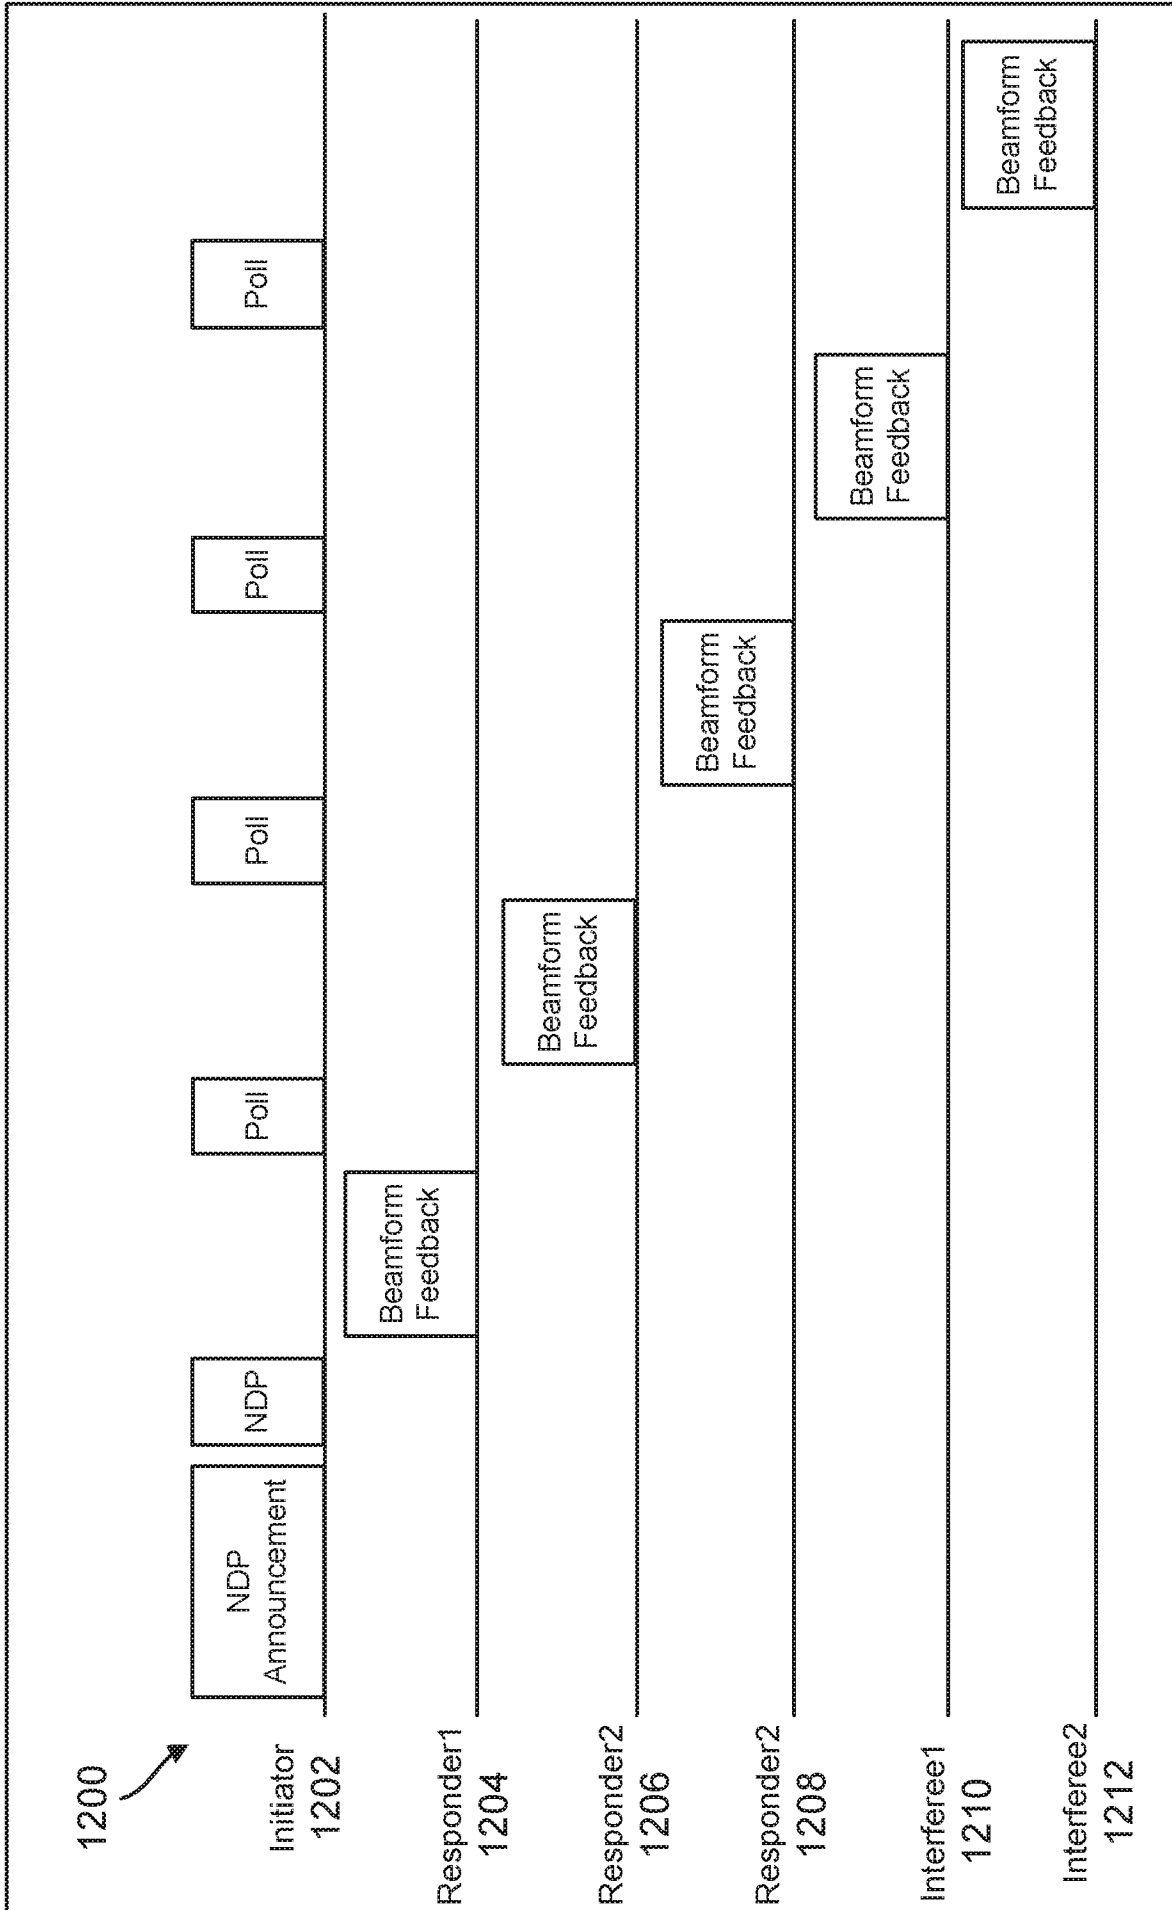 1200
Initiator
1202
NDP
Announcement
NDP
Poll
Poll
Poll
Poll
Responder1
1204
Beamform
Feedback
Responder2
1206
Beamform
Feedback
Responder2
1208
Beamform
Feedback
Interferee1
1210
Beamform
Feedback
Interferee2
1212
Beamform
Feedback